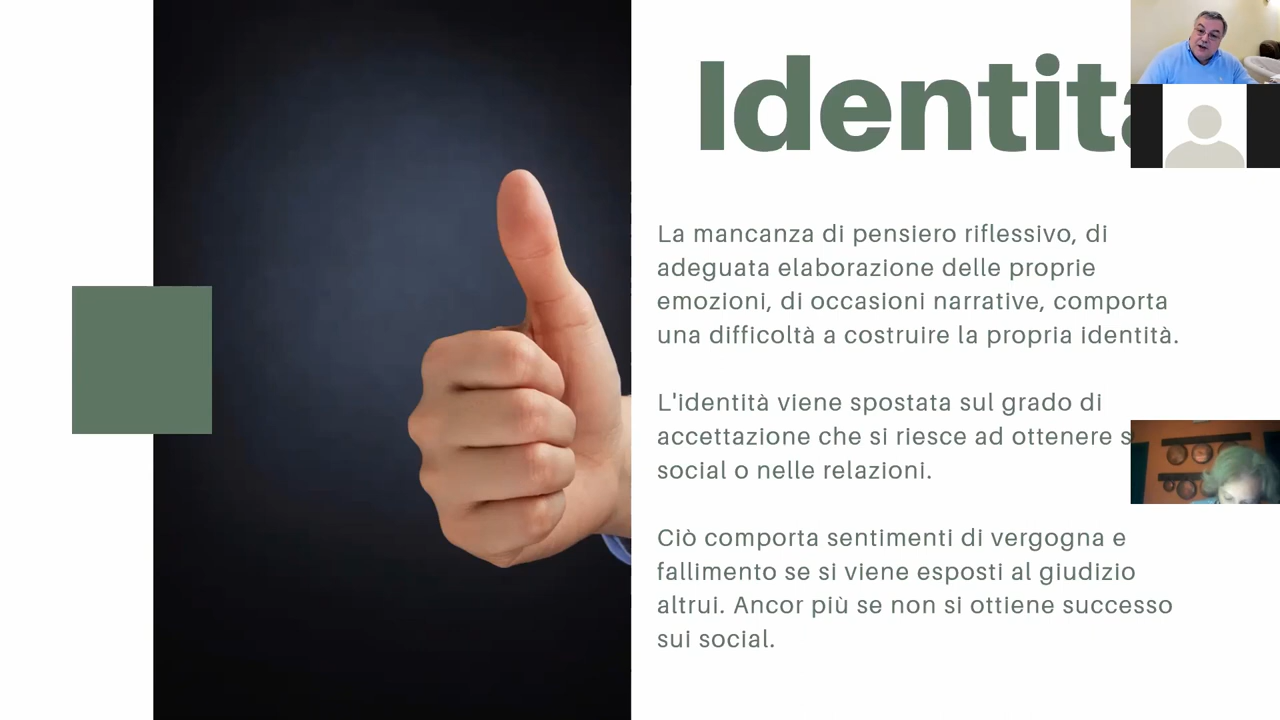 Identit
La mancanza di pensiero riflessivo, di
adeguata elaborazione delle proprie
emozioni, di occasioni narrative, comporta
una difficoltà a costruire la propria identità.
L'identità viene spostata sul grado di
accettazione che si riesce ad ottenere s
social o nelle relazioni.
Ciò comporta sentimenti di vergogna e
fallimento se si viene esposti al giudizio
altrui. Ancor più se non si ottiene successo
sui social.